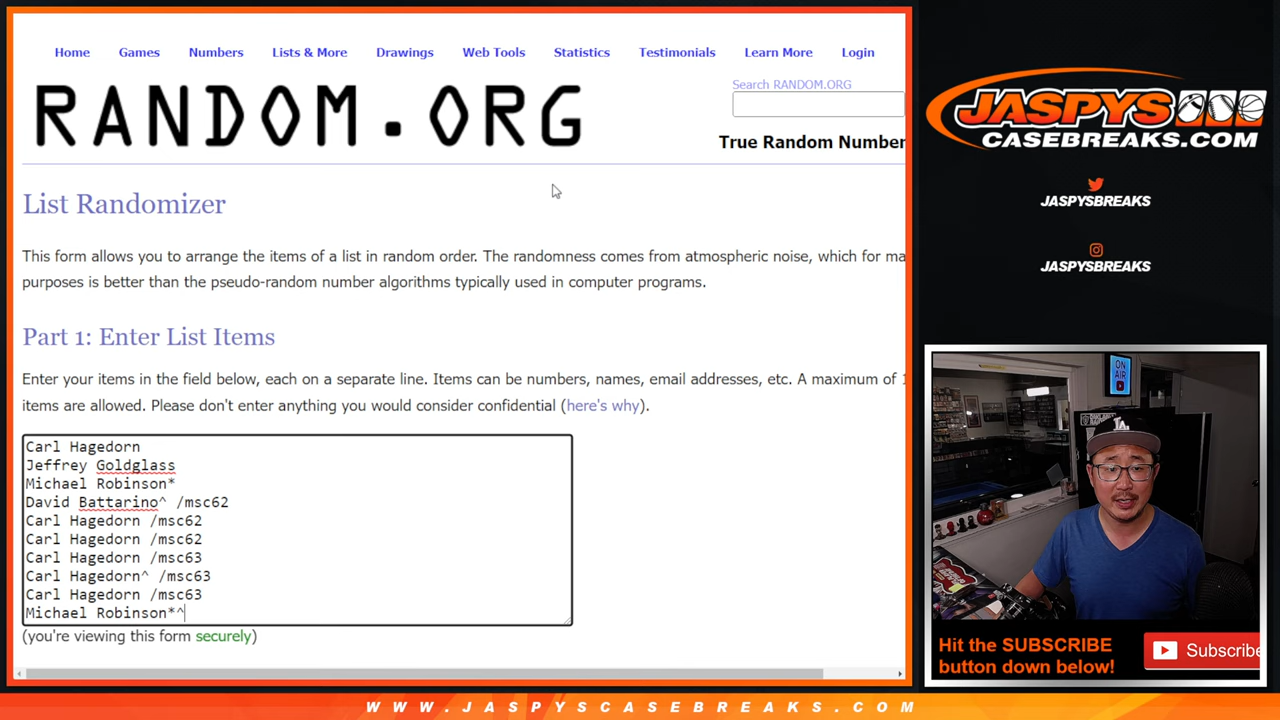 Home Games Numbers Lists & More Drawings Web Tools Statistics Testimonials Learn More Login
Search RANDOM.ORG
RANDOM.ORG
True Random Number
List Randomizer
This form allows you to arrange the items of a list in random order. The randomness comes from atmospheric noise, which for ma
purposes is better than the pseudo-random number algorithms typically used in computer programs.
Part 1: Enter List Items
Enter your items in the field below, each on a separate line. Items can be numbers, names, email addresses, etc. A maximum of 1
items are allowed. Please don't enter anything you would consider confidential (here's why).
Carl Hagedorn
Jeffrey Goldglass
Michael Robinson*
David Battarino^ /msc62
Carl Hagedorn /msc62
Carl Hagedorn /msc62
Carl Hagedorn /msc63
Carl Hagedorn^ /msc63
Carl Hagedorn /msc63
Michael Robinson*^
(you're viewing this form securely)
JASPYS
CASEBREAKS.COM
JASPYSBREAKS
JASPYSBREAKS
ON
AIR
Hit the SUBSCRIBE
button down below!
Subscribe
WWW.JASPYSCASEBREAKS.COM